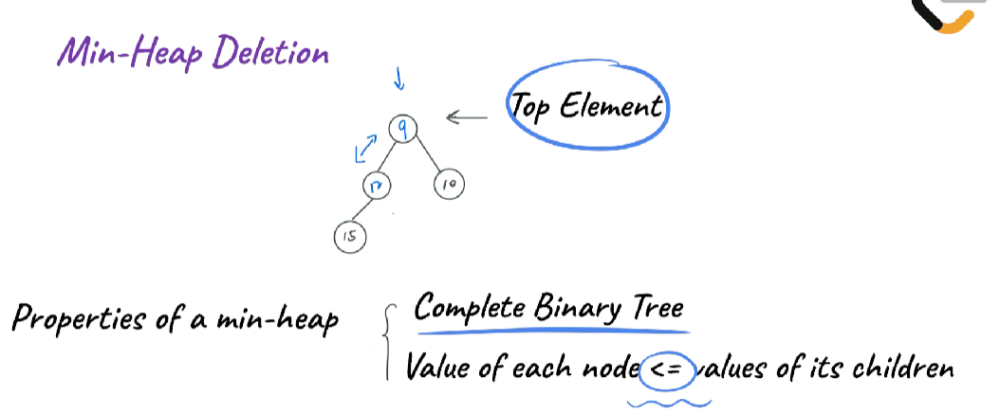 Min-Heap Deletion
Top Element
9
10
15
Properties of a min-heap
Complete Binary Tree
Value of each node <= values of its children